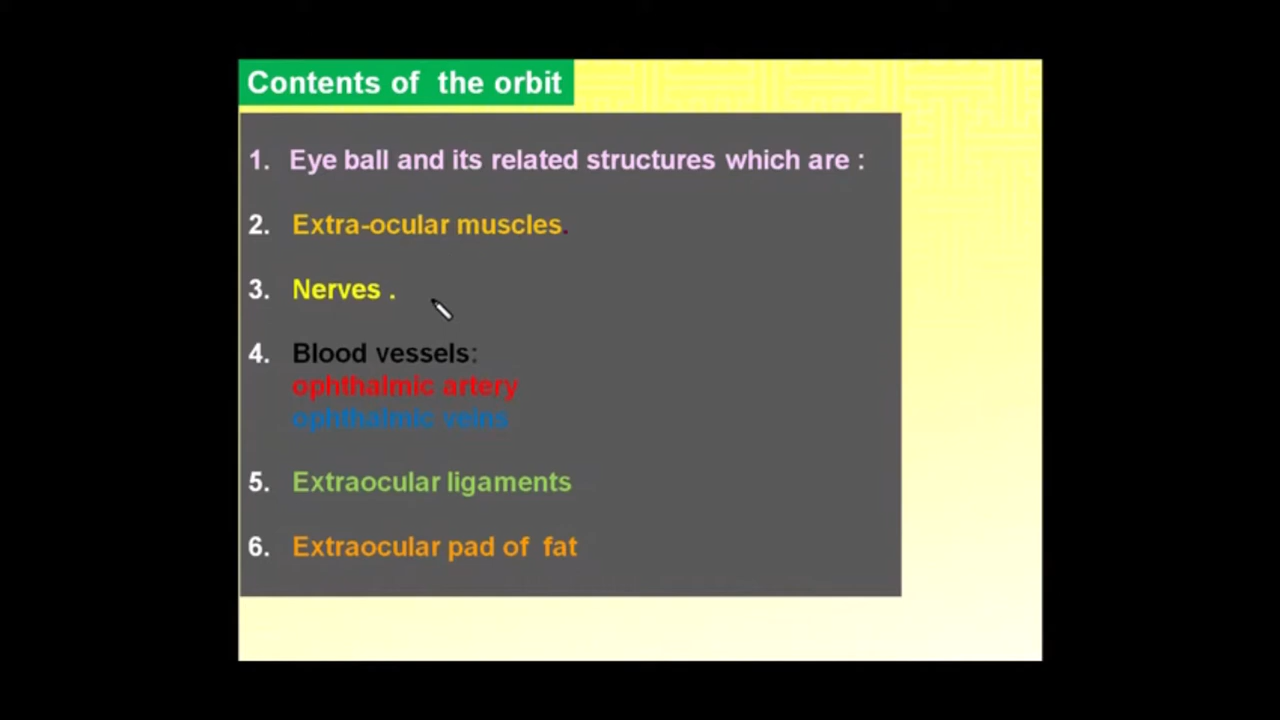 Contents of  the orbit
1. Eye ball and its related structures which are :
2. Extra-ocular muscles.
3. Nerves .
4. Blood vessels:
ophthalmic artery
ophthalmic veins
5. Extraocular ligaments
6. Extraocular pad of  fat